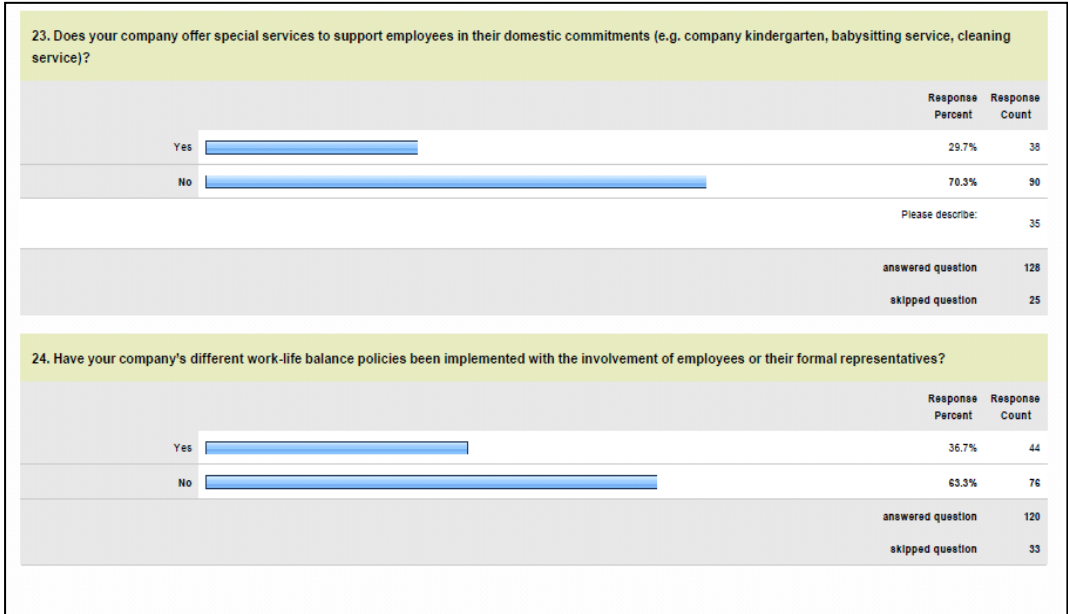 23. Does your company offer special services to support employees in their domestic commitments (e.g. company kindergarten, babysitting service, cleaning
service)?
Response Response
Percent Count
Yes 29.7% 38
No 70.3% 90
Please describe: 35
answered question 128
skipped question 25
24. Have your company's different work-life balance policies been implemented with the involvement of employees or their formal representatives?
Response Response
Percent Count
Yes 36.7% 44
No 63.3% 76
answered question 120
skipped question 33